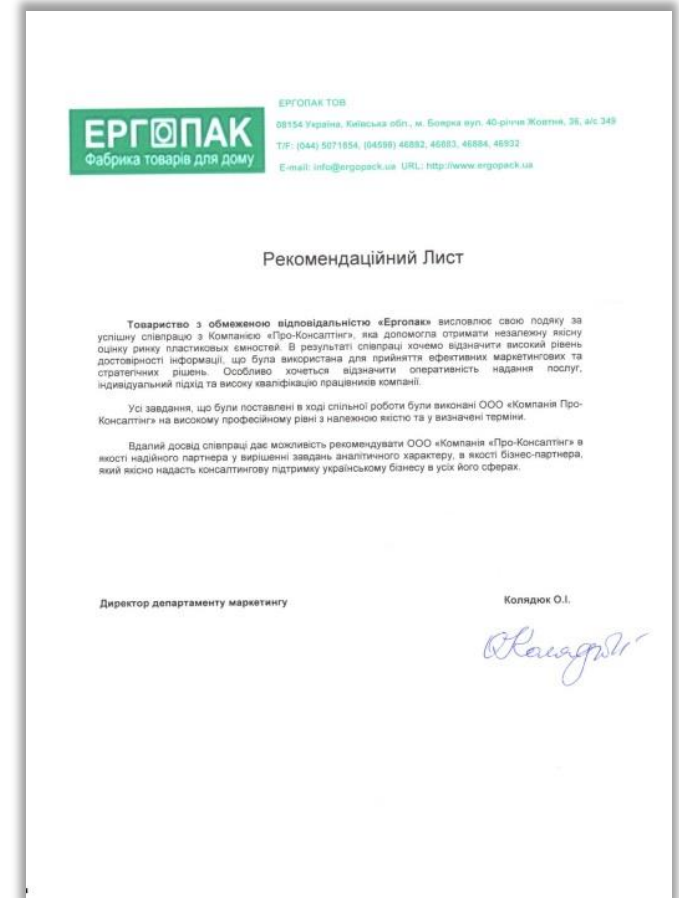 ЕРГОПАК
Фабрика товарів для дому
ЕРГОПАК ТОВ
08154 Україна, Київська обл., м. Боярка вул. 40-річчя Жовтня, 36, а/с 349
Т/F: (044) 5071854, (04598) 46882, 46883, 46884, 46932
E-mail: info@ergopack.ua URL: http://www.ergopack.ua
Рекомендаційний Лист
Товариство з обмеженою відповідальністю «Ергопак» висловлює свою подяку за
успішну співпрацю з Компанією «Про-Консалтінг», яка допомогла отримати незалежну якісну
оцінку ринку пластикових ємностей. В результаті співпраці хочемо відзначити високий рівень
достовірності інформації, що була використана для прийняття ефективних маркетингових та
стратегічних рішень. Особливо хочеться відзначити оперативність надання послуг,
індивідуальний підхід та високу кваліфікацію працівників компанії.
Усі завдання, що були поставлені в ході спільної роботи були виконані ООО «Компанія Про-
Консалтінг» на високому професійному рівні з належною якістю та у визначені терміни.
Вдалий досвід співпраці дає можливість рекомендувати ООО «Компанія «Про-Консалтінг» в
якості надійного партнера у вирішенні завдань аналітичного характеру, в якості бізнес-партнера,
який якісно надасть консалтингову підтримку українському бізнесу в усіх його сферах.
Директор департаменту маркетингу
Колядюк О.І.